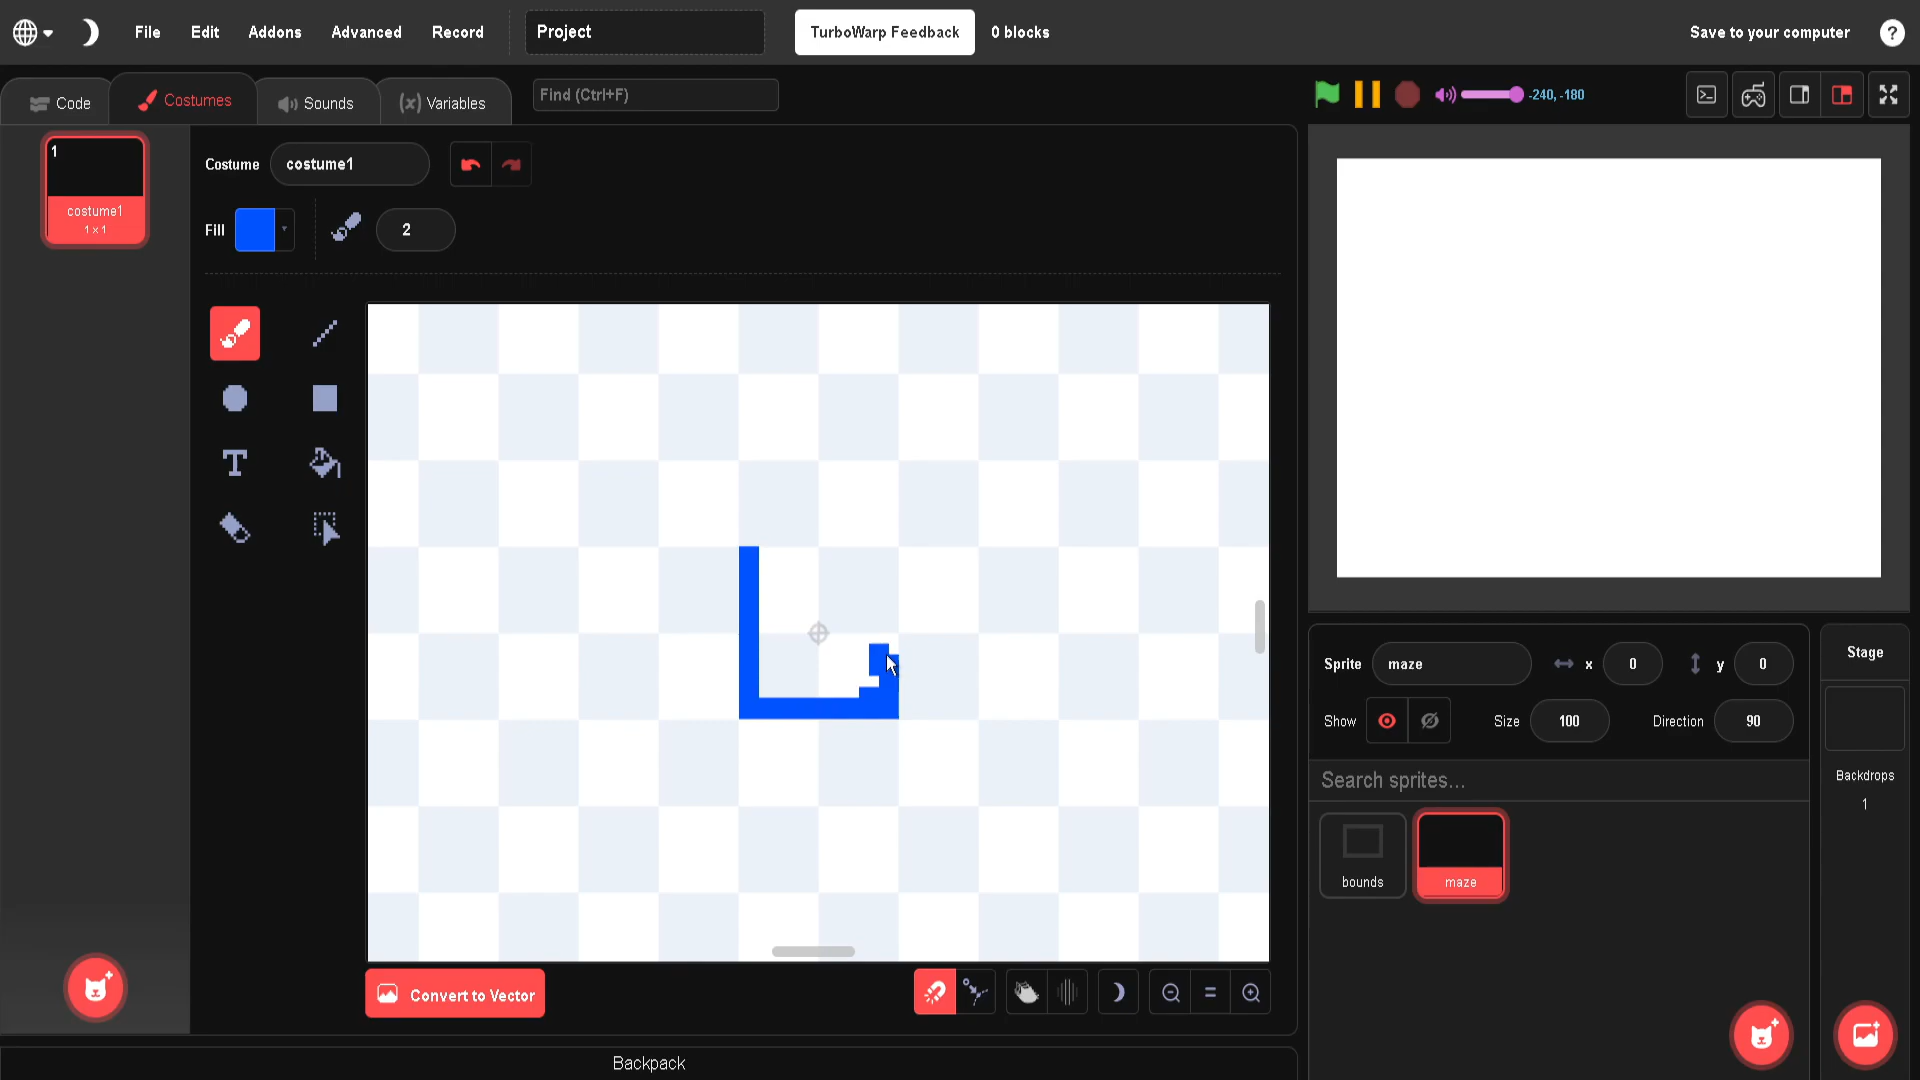 File Edit Addons Advanced Record Project TurboWarp Feedback 0 blocks Save to your computer ?
Code Costumes Sounds (x) Variables Find (Ctrl+F) -240, -180
1
costume1
1 x 1
Costume costume1
Fill 2
T
Convert to Vector
Backpack
Sprite maze x 0 y 0
Show Size 100 Direction 90
Search sprites...
bounds maze
Stage
Backdrops
1